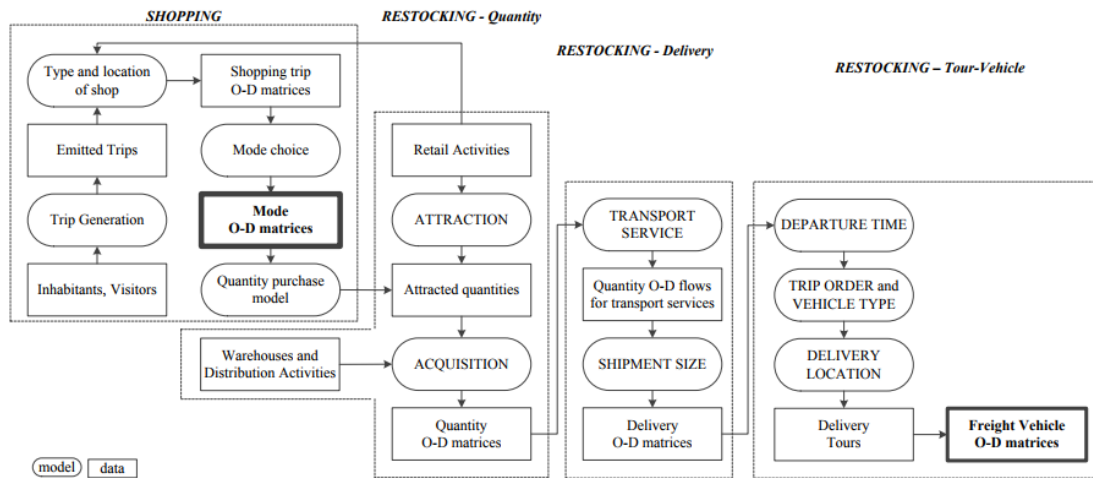 SHOPPING
RESTOCKING - Quantity
RESTOCKING - Delivery
RESTOCKING – Tour-Vehicle
Type and location
of shop
Shopping trip
O-D matrices
Emitted Trips
Mode choice
Retail Activities
Trip Generation
Mode
O-D matrices
ATTRACTION
TRANSPORT
SERVICE
DEPARTURE TIME
Inhabitants, Visitors
Quantity purchase
model
Attracted quantities
Quantity O-D flows
for transport services
TRIP ORDER and
VEHICLE TYPE
Warehouses and
Distribution Activities
ACQUISITION
SHIPMENT SIZE
DELIVERY
LOCATION
Quantity
O-D matrices
Delivery
O-D matrices
Delivery
Tours
Freight Vehicle
O-D matrices
model
data